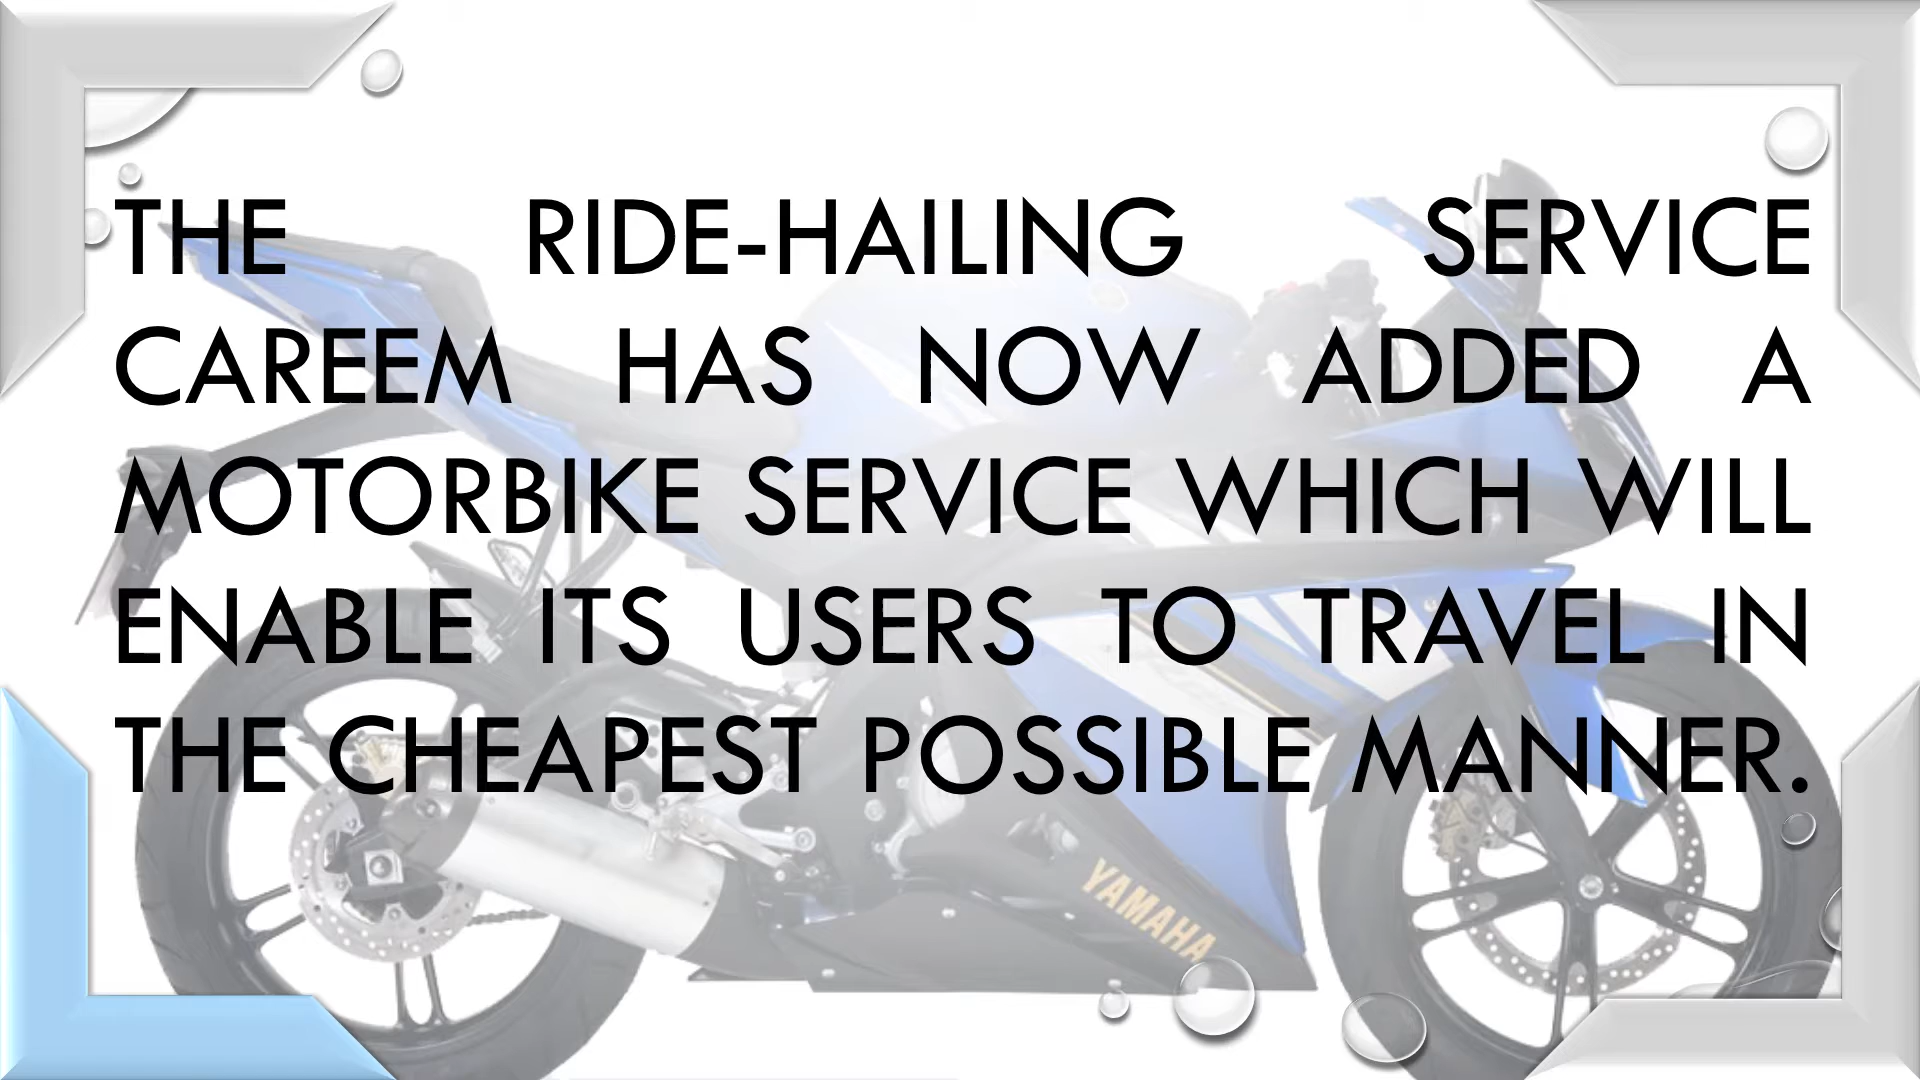 THE RIDE-HAILING SERVICE
CAREEM HAS NOW ADDED A
MOTORBIKE SERVICE WHICH WILL
ENABLE ITS USERS TO TRAVEL IN
THE CHEAPEST POSSIBLE MANNER.
YAMAHA